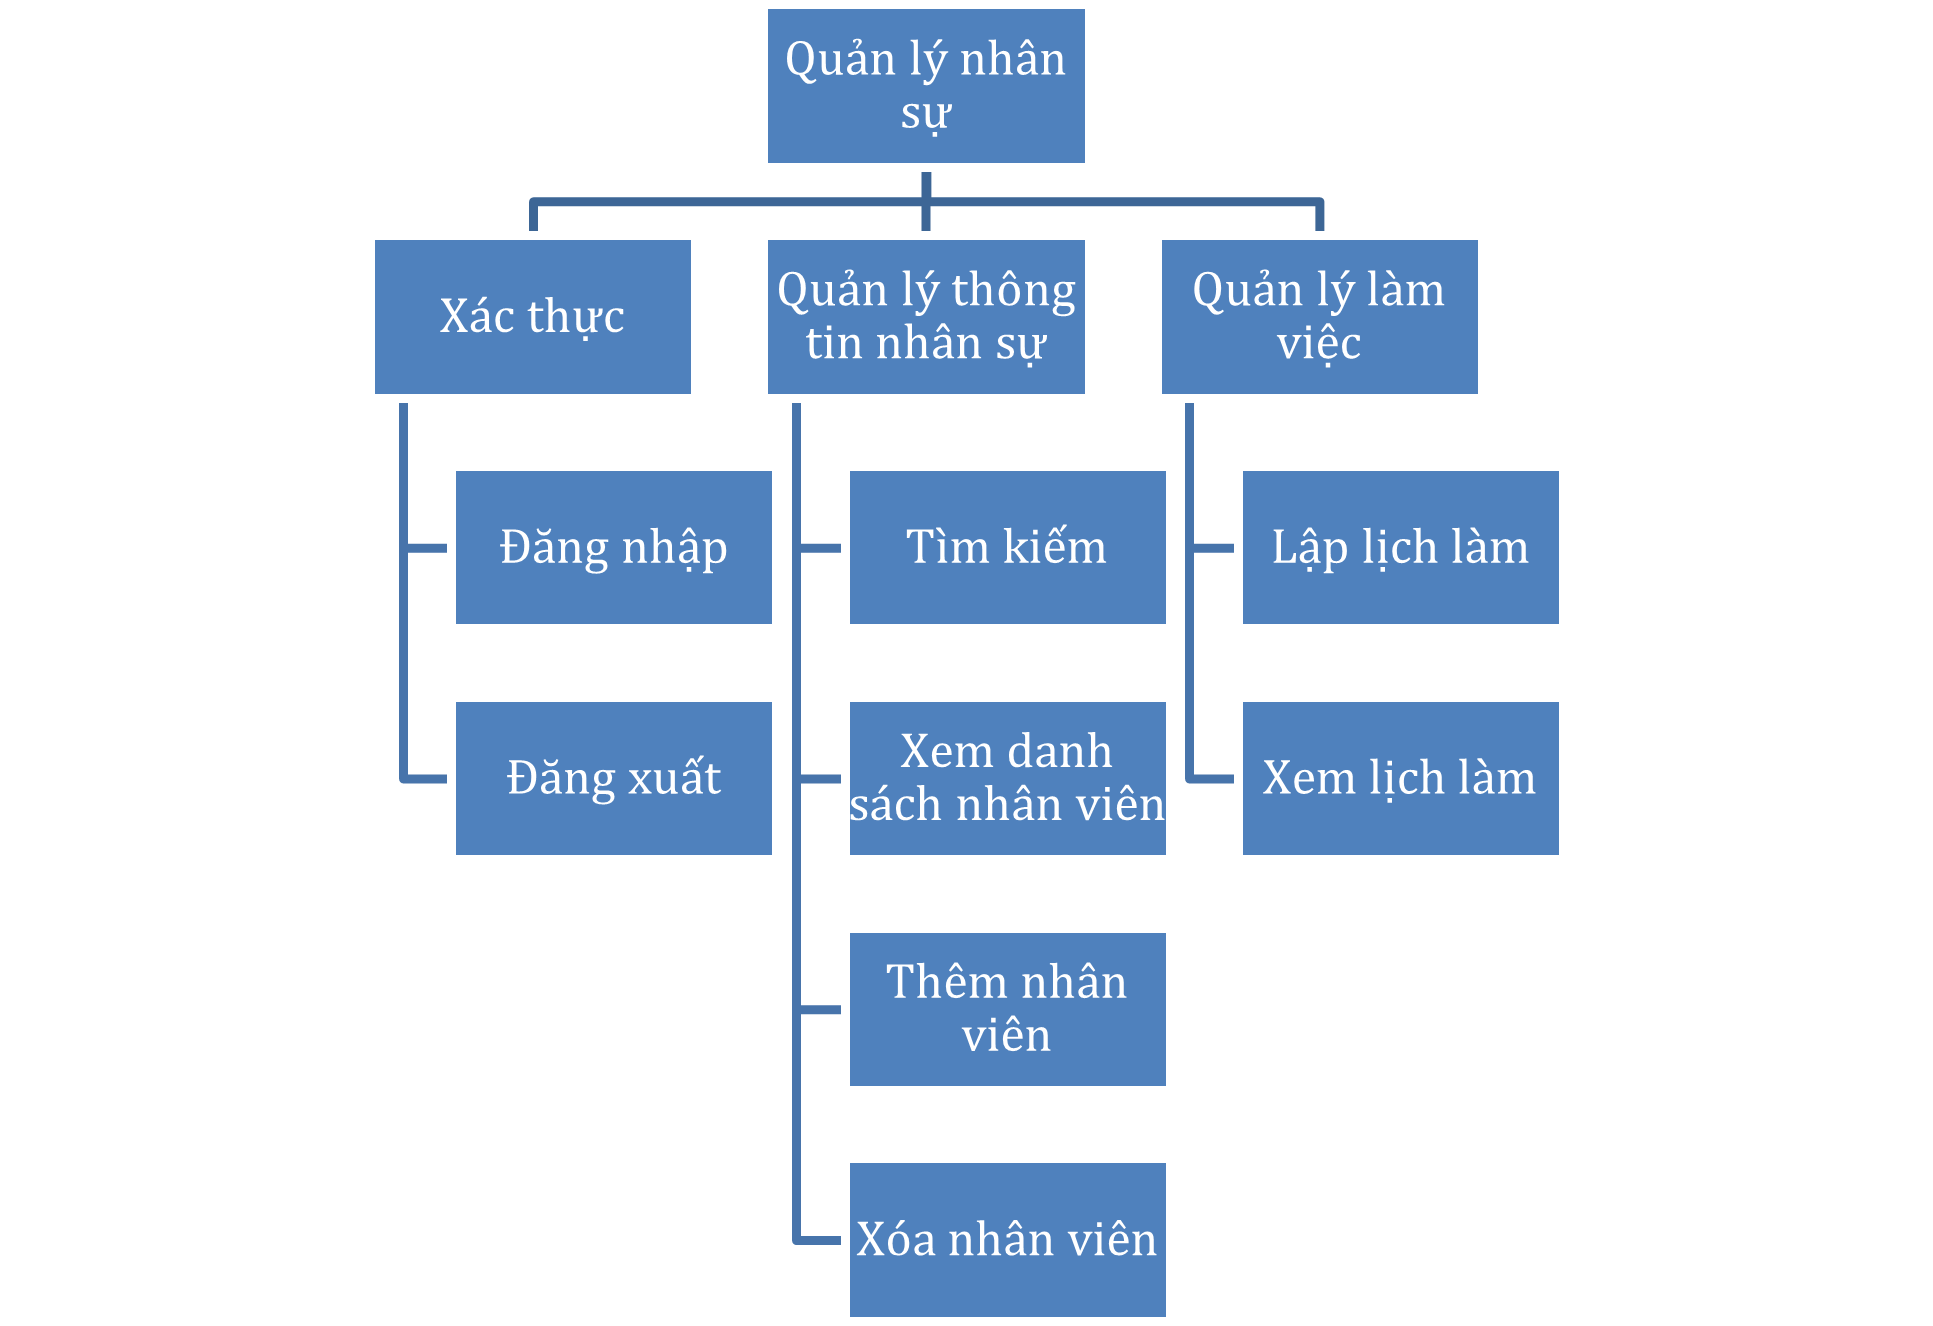 Quản lý nhân
sự
Xác thực
Quản lý thông
tin nhân sự
Quản lý làm
việc
Đăng nhập
Tìm kiếm
Lập lịch làm
Đăng xuất
Xem danh
sách nhân viên
Xem lịch làm
Thêm nhân
viên
Xóa nhân viên